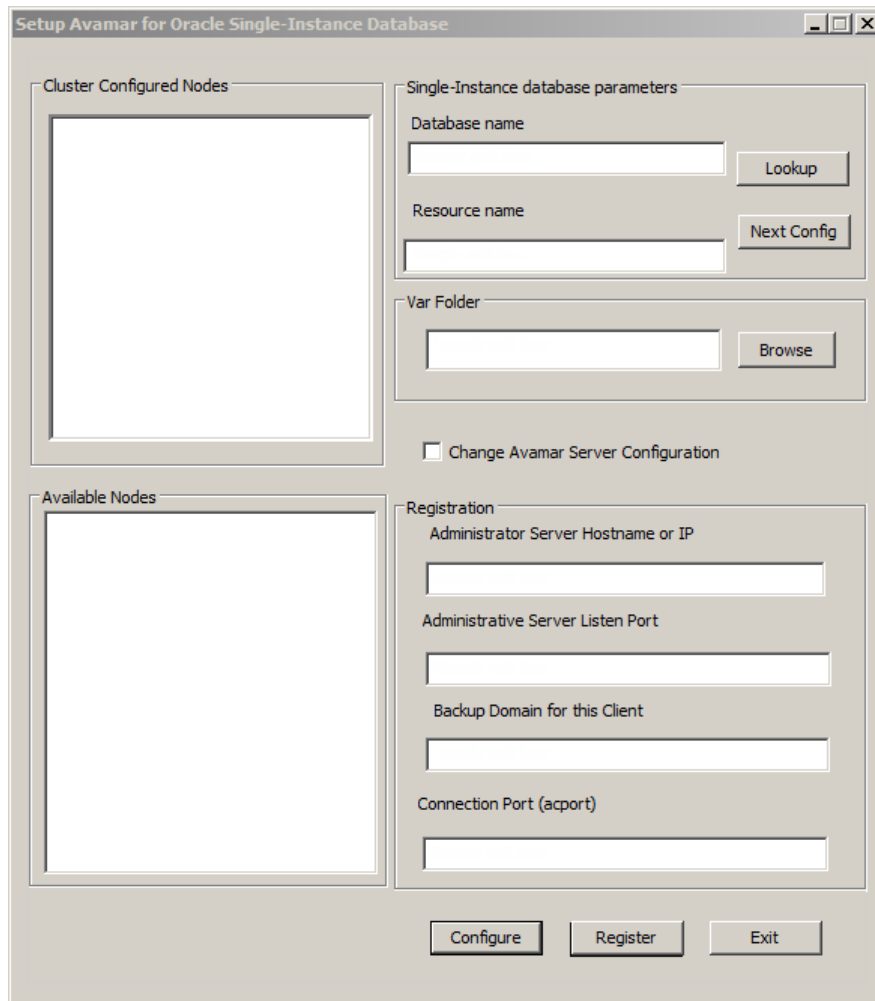 Setup Avamar for Oracle Single-Instance Database
Cluster Configured Nodes
Single-Instance database parameters
Database name
Lookup
Resource name
Next Config
Var Folder
Browse
Change Avamar Server Configuration
Available Nodes
Registration
Administrator Server Hostname or IP
Administrative Server Listen Port
Backup Domain for this Client
Connection Port (acport)
Configure
Register
Exit